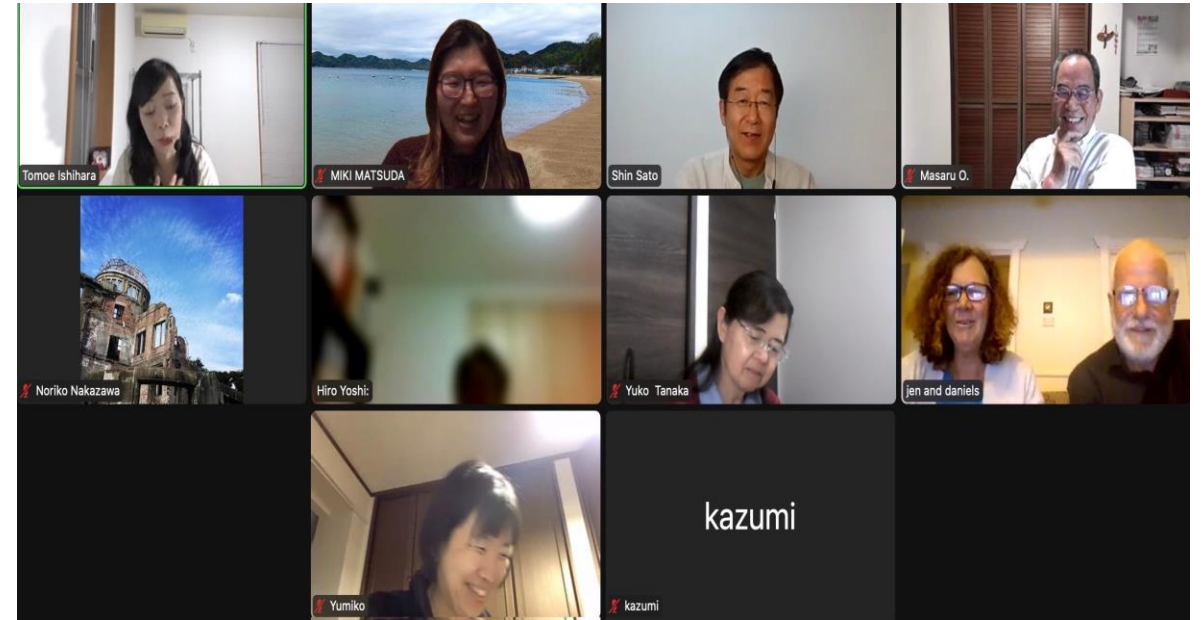 Tomoe Ishihara
MIKI MATSUDA
Shin Sato
Masaru O.
Noriko Nakazawa
Hiro Yoshi:
Yuko Tanaka
jen and daniels
Yumiko
kazumi
kazumi